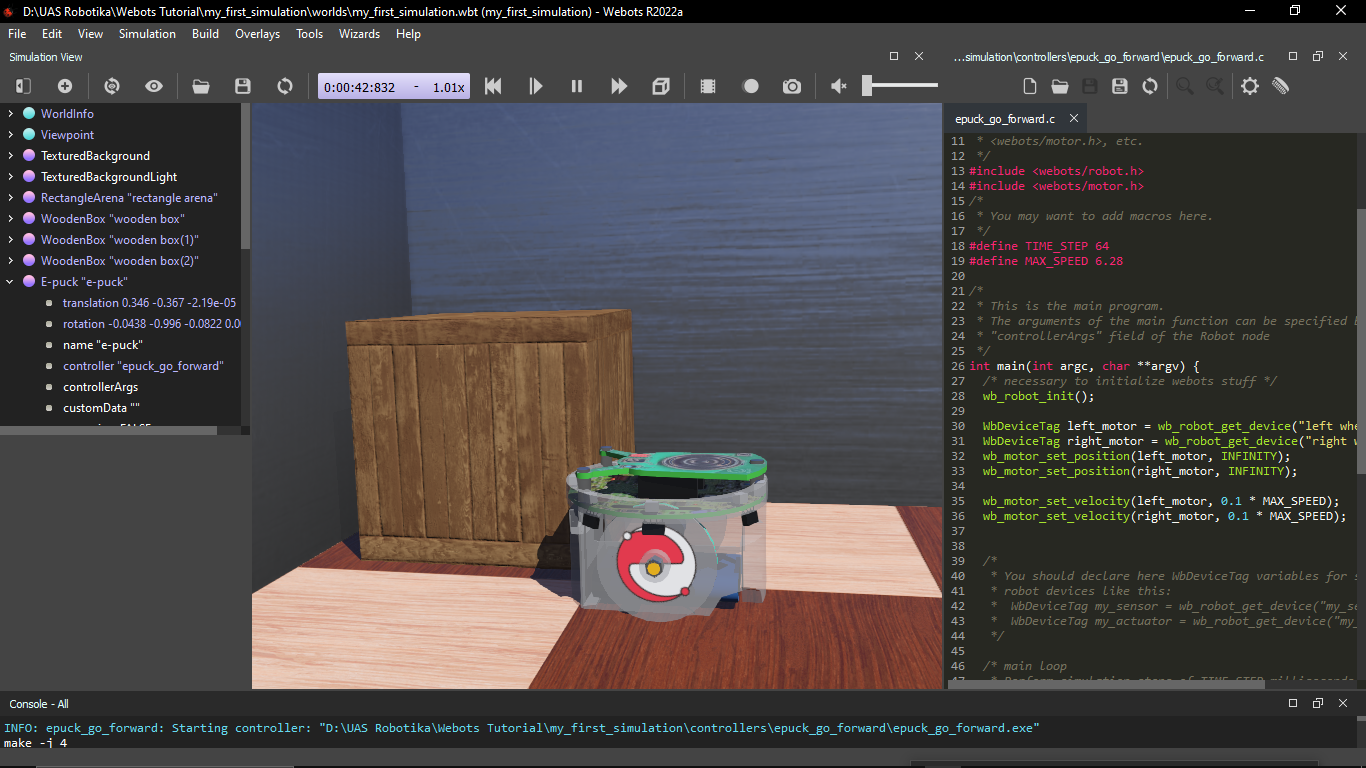 D:\UAS Robotika\Webots Tutorial\my_first_simulation\worlds\my_first_simulation.wbt (my_first_simulation) - Webots R2022a
File Edit View Simulation Build Overlays Tools Wizards Help
Simulation View
...simulation\controllers\epuck_go_forward\epuck_go_forward.c
0:00:42:832 - 1.01x
WorldInfo
Viewpoint
TexturedBackground
TexturedBackgroundLight
RectangleArena "rectangle arena"
WoodenBox "wooden box"
WoodenBox "wooden box(1)"
WoodenBox "wooden box(2)"
E-puck "e-puck"
translation 0.346 -0.367 -2.19e-05
rotation -0.0438 -0.996 -0.0822 0.0
name "e-puck"
controller "epuck_go_forward"
controllerArgs
customData ""
epuck_go_forward.c
11 * <webots/motor.h>, etc.
12 */
13 #include <webots/robot.h>
14 #include <webots/motor.h>
15 /*
16 * You may want to add macros here.
17 */
18 #define TIME_STEP 64
19 #define MAX_SPEED 6.28
20
21 /*
22 * This is the main program.
23 * The arguments of the main function can be specified
24 * "controllerArgs" field of the Robot node
25 */
26 int main(int argc, char **argv) {
27 /* necessary to initialize webots stuff */
28 wb_robot_init();
29
30 WbDeviceTag left_motor = wb_robot_get_device("left whe
31 WbDeviceTag right_motor = wb_robot_get_device("right w
32 wb_motor_set_position(left_motor, INFINITY);
33 wb_motor_set_position(right_motor, INFINITY);
34
35 wb_motor_set_velocity(left_motor, 0.1 * MAX_SPEED);
36 wb_motor_set_velocity(right_motor, 0.1 * MAX_SPEED);
37
38
39 /*
40 * You should declare here WbDeviceTag variables for s
41 * robot devices like this:
42 * WbDeviceTag my_sensor = wb_robot_get_device("my_se
43 * WbDeviceTag my_actuator = wb_robot_get_device("my_
44 */
45
46 /* main loop
Console - All
INFO: epuck_go_forward: Starting controller: "D:\UAS Robotika\Webots Tutorial\my_first_simulation\controllers\epuck_go_forward\epuck_go_forward.exe"
make -j 4